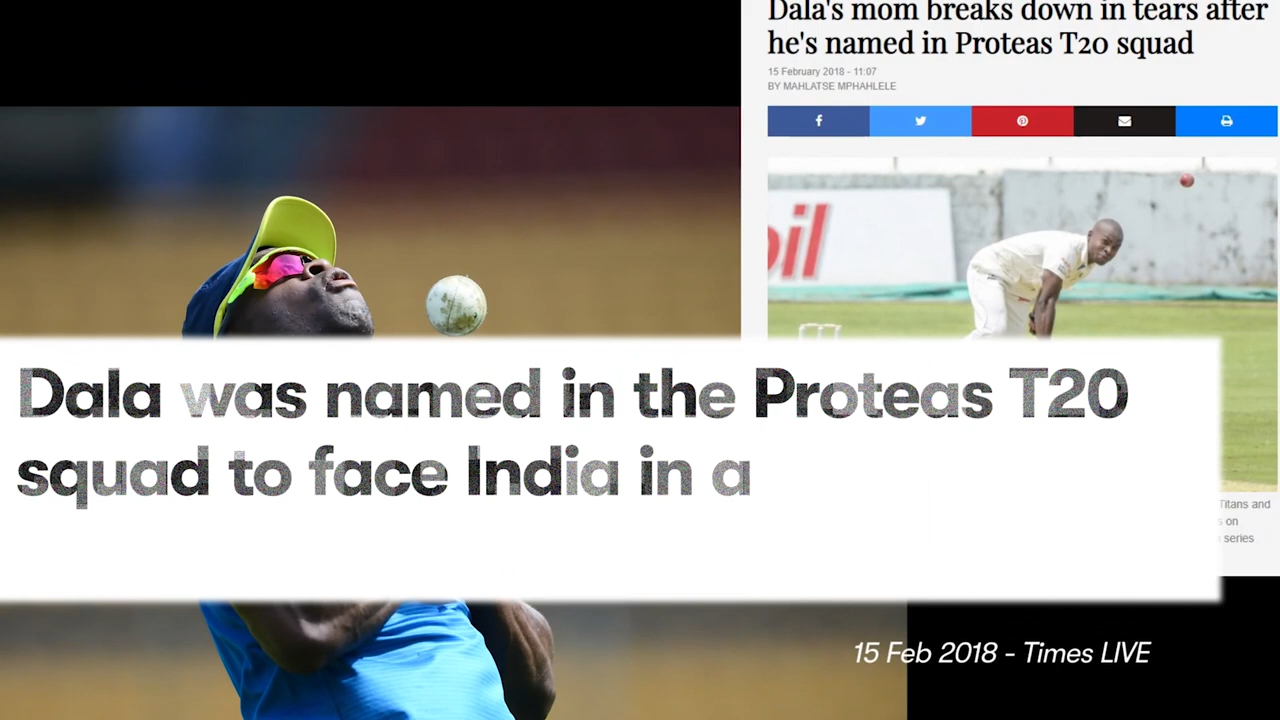 Dala's mom breaks down in tears after
he's named in Proteas T20 squad
15 February 2018 - 11:07
BY MAHLATSE MPHAHLELE
il
Dala was named in the Proteas T20
squad to face India in a
Titans and
s on
series
15 Feb 2018 - Times LIVE